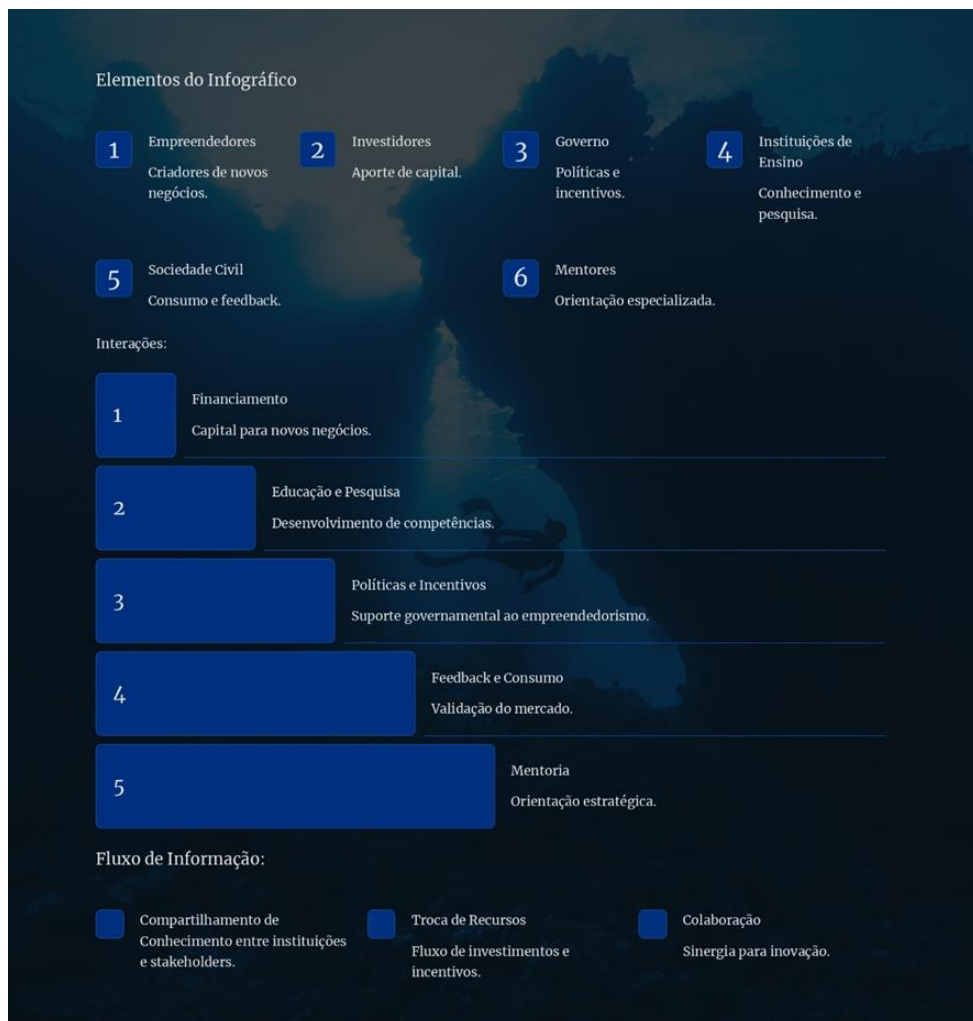 Elementos do Infográfico
1
Empreendedores
Criadores de novos
negócios.
2
Investidores
Aporte de capital.
3
Governo
Políticas e
incentivos.
4
Instituições de
Ensino
Conhecimento e
pesquisa.
5
Sociedade Civil
Consumo e feedback.
6
Mentores
Orientação especializada.
Interações:
1
Financiamento
Capital para novos negócios.
2
Educação e Pesquisa
Desenvolvimento de competências.
3
Políticas e Incentivos
Suporte governamental ao empreendedorismo.
4
Feedback e Consumo
Validação do mercado.
5
Mentoria
Orientação estratégica.
Fluxo de Informação:
Compartilhamento de
Conhecimento entre instituições
e stakeholders.
Troca de Recursos
Fluxo de investimentos e
incentivos.
Colaboração
Sinergia para inovação.